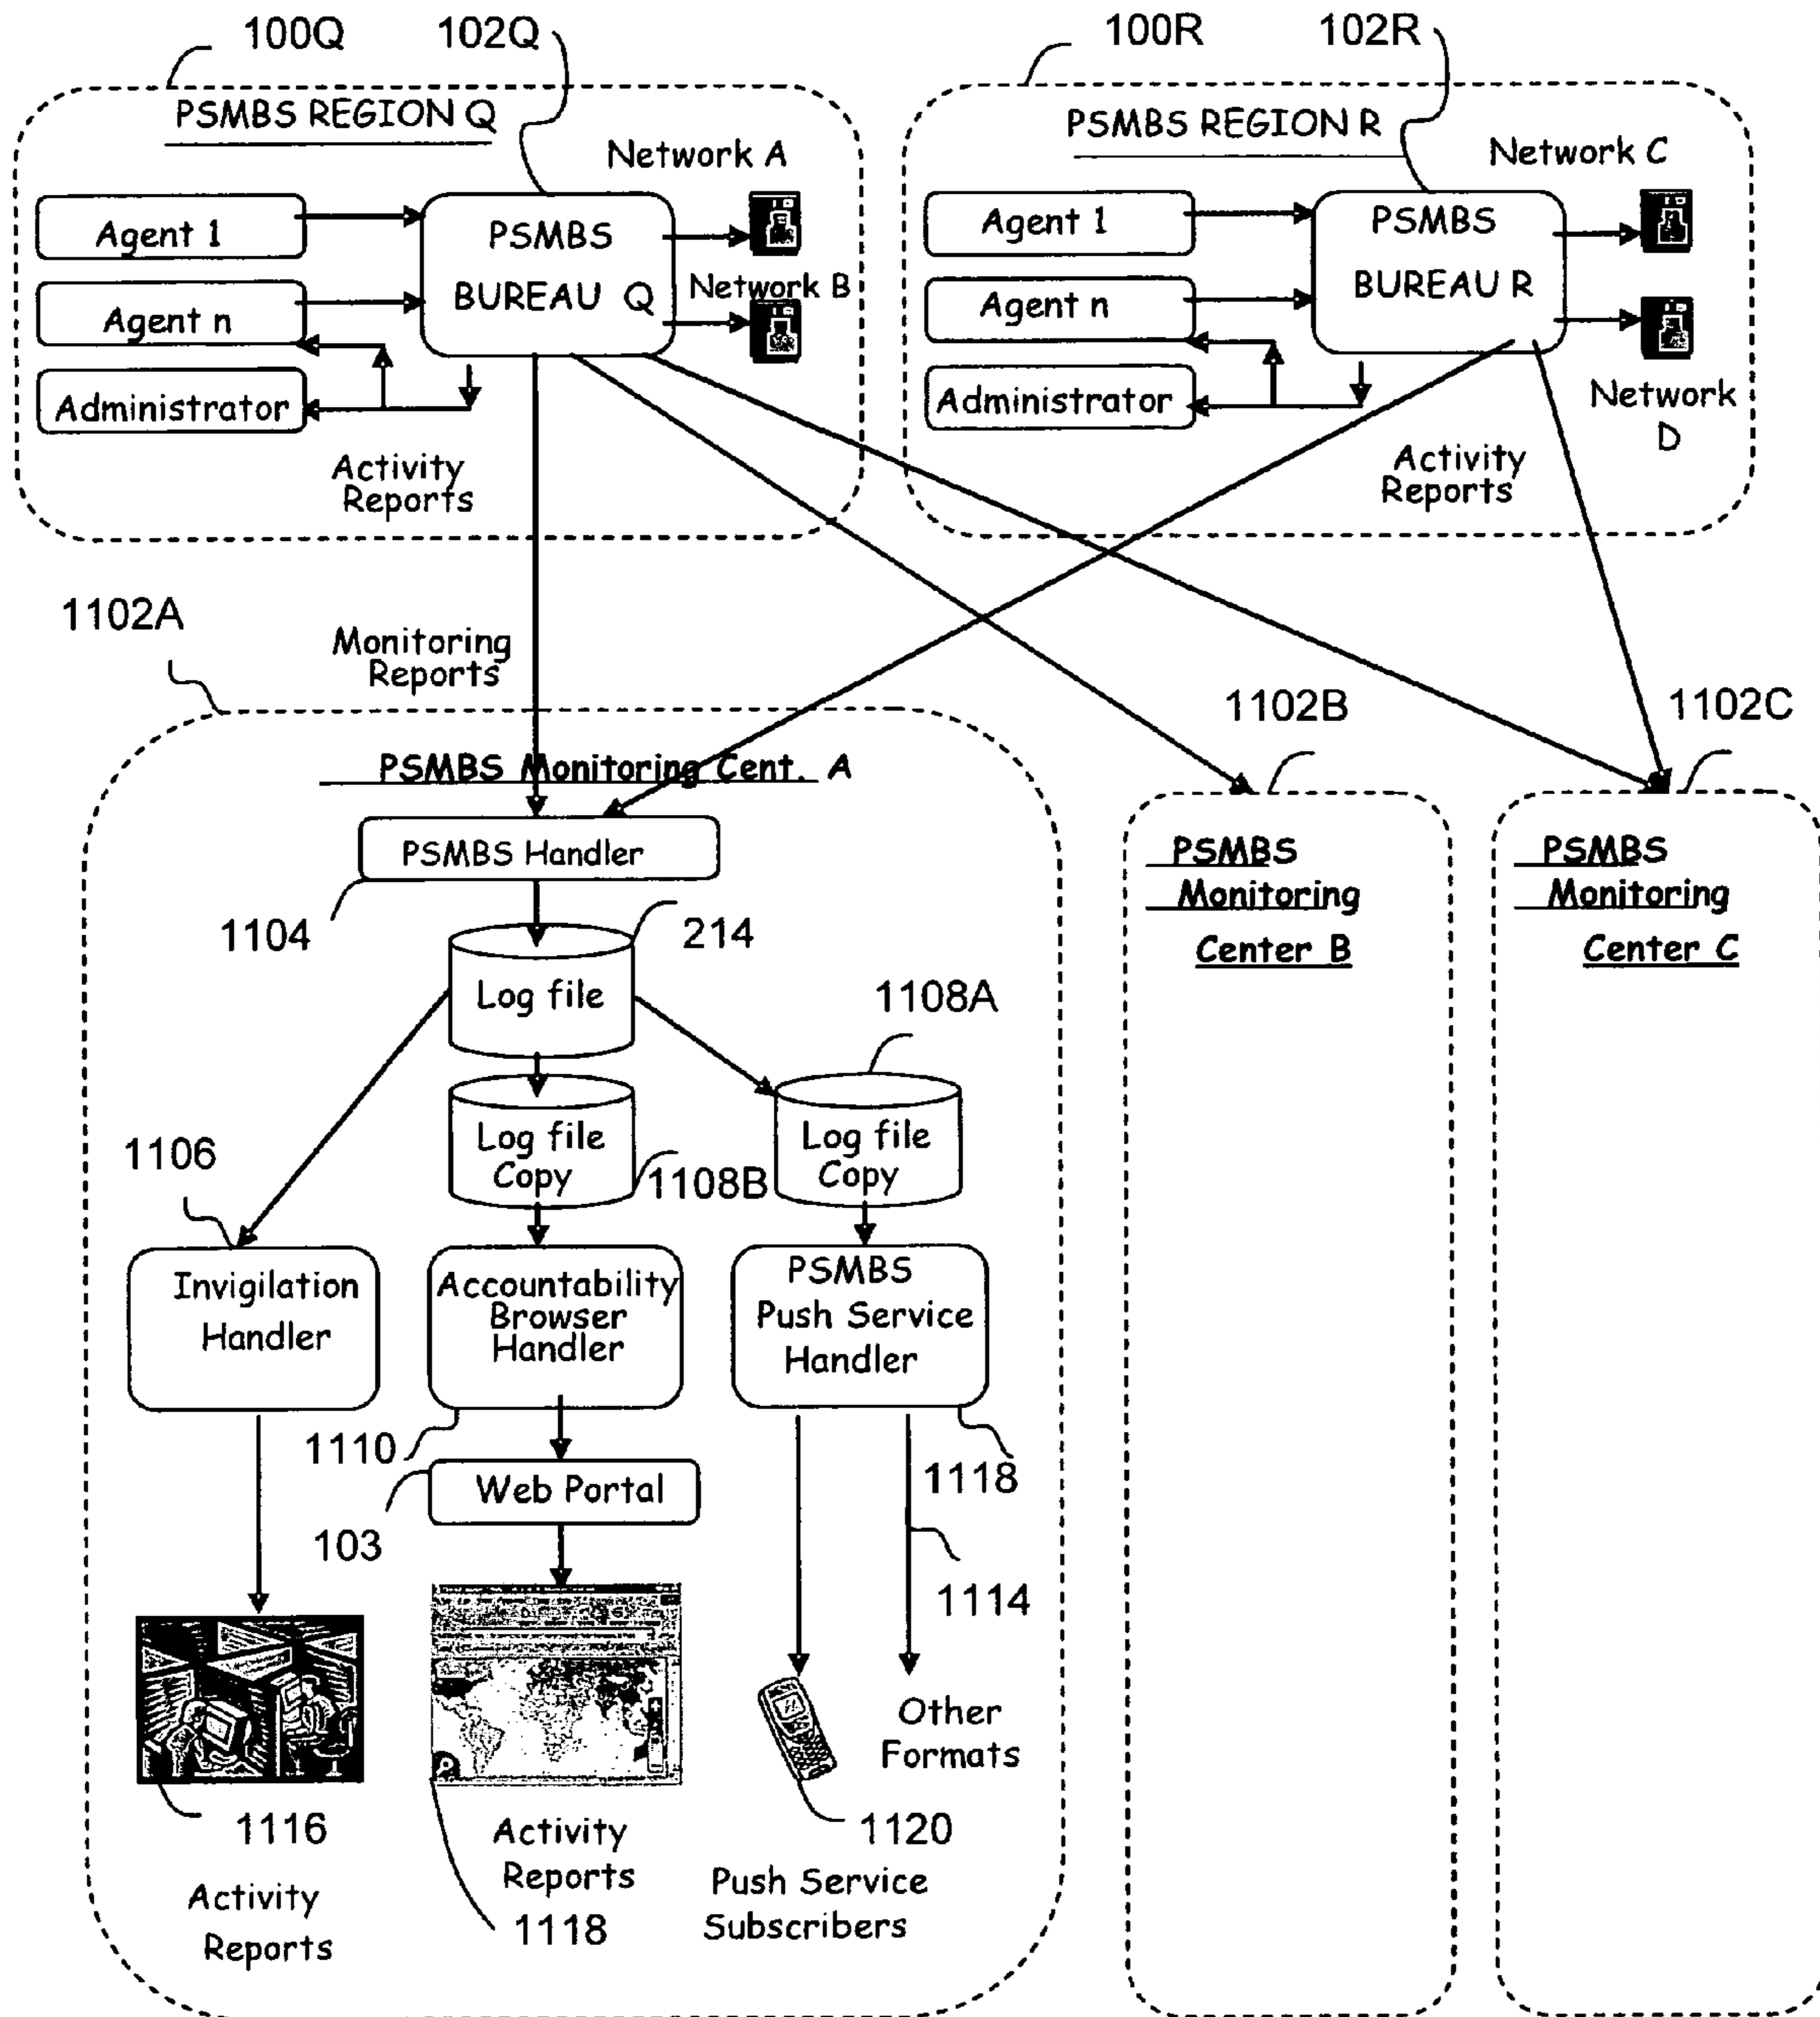 100Q
102Q
100R
102R
PSMBS REGION Q
Network A
Agent 1
PSMBS
BUREAU Q
Network B
Agent n
Administrator
Activity
Reports
PSMBS REGION R
Network C
Agent 1
PSMBS
BUREAU R
Agent n
Administrator
Network
D
Activity
Reports
1102A
Monitoring
Reports
1102B
1102C
PSMBS Monitoring Cent. A
PSMBS Handler
1104
214
Log file
1108A
Log file
Copy
1108B
Log file
Copy
1106
Invigilation
Handler
Accountability
Browser
Handler
PSMBS
Push Service
Handler
1110
1118
Web Portal
103
1114
Other
Formats
1116
Activity
Reports
Activity
Reports
1118
1120
Push Service
Subscribers
PSMBS
Monitoring
Center B
PSMBS
Monitoring
Center C